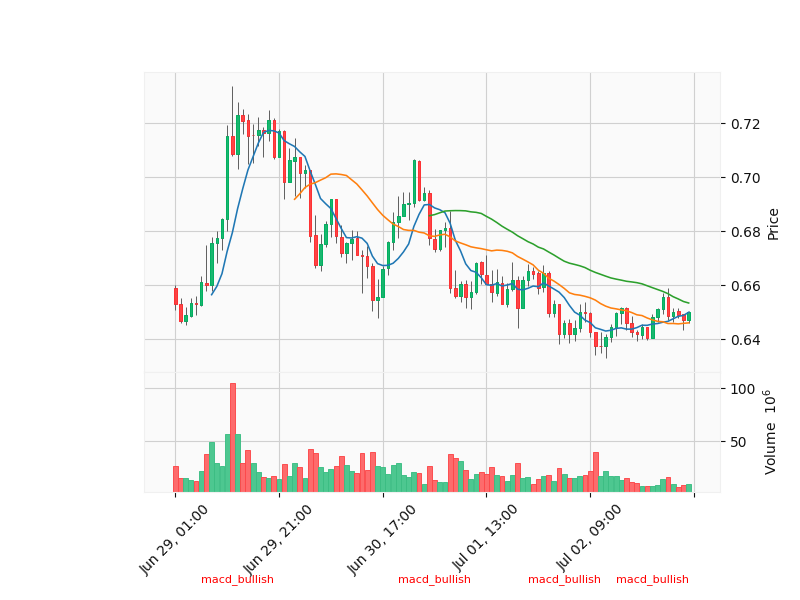 0.72
0.70
0.68
0.66
0.64
Price
100
50
Volume 10^6
Jun 29, 01:00
Jun 29, 21:00
Jun 30, 17:00
Jul 01, 13:00
Jul 02, 09:00
macd_bullish
macd_bullish
macd_bullish
macd_bullish